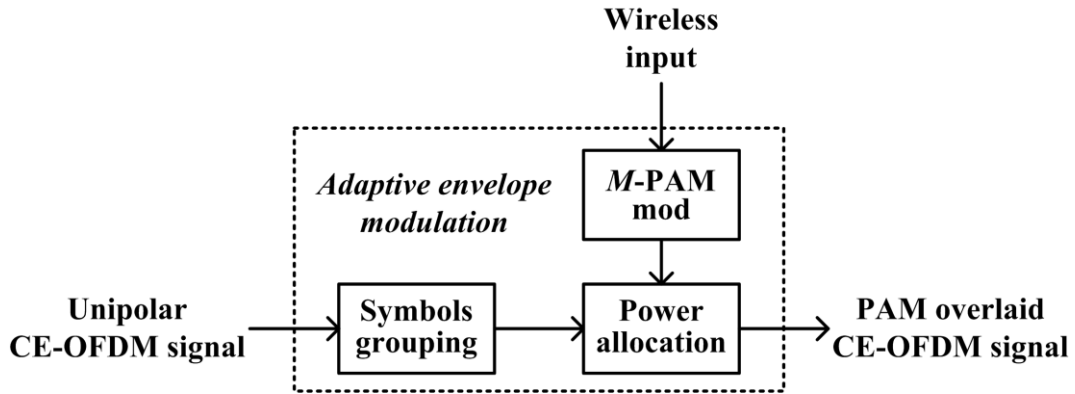 Wireless
input
Adaptive envelope
modulation
M-PAM
mod
Unipolar
CE-OFDM signal
Symbols
grouping
Power
allocation
PAM overlaid
CE-OFDM signal